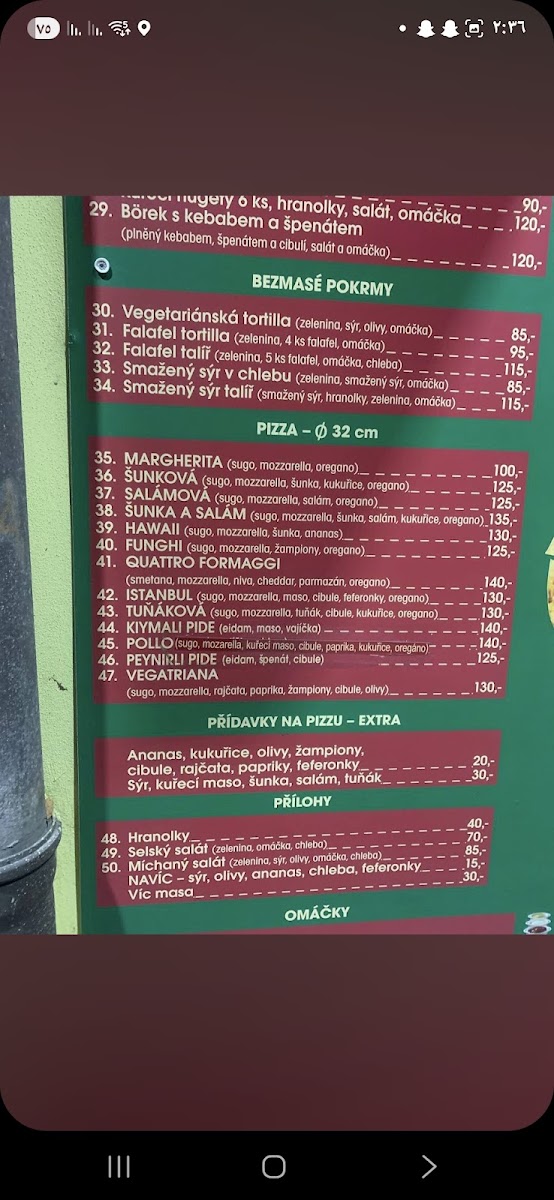 ٧٥
٢:٣٦
nugety 6 ks, hranolky, salát, omáčka 90,-
29. Börek s kebabem a špenátem 120,-
(plněný kebabem, špenátem a cibulí, salát a omáčka) 120,-
BEZMASÉ POKRMY
30. Vegetariánská tortilla (zelenina, sýr, olivy, omáčka) 85,-
31. Falafel tortilla (zelenina, 4 ks falafel, omáčka) 95,-
32. Falafel talíř (zelenina, 5 ks falafel, omáčka, chleba) 115,-
33. Smažený sýr v chlebu (zelenina, smažený sýr, omáčka) 85,-
34. Smažený sýr talíř (smažený sýr, hranolky, zelenina, omáčka) 115,-
PIZZA – Ø 32 cm
35. MARGHERITA (sugo, mozzarella, oregano) 100,-
36. ŠUNKOVÁ (sugo, mozzarella, šunka, kukuřice, oregano) 125,-
37. SALÁMOVÁ (sugo, mozzarella, salám, oregano) 125,-
38. ŠUNKA A SALÁM (sugo, mozzarella, šunka, salám, kukuřice, oregano) 135,-
39. HAWAII (sugo, mozzarella, šunka, ananas) 130,-
40. FUNGHI (sugo, mozzarella, žampiony, oregano) 125,-
41. QUATTRO FORMAGGI
(smetana, mozzarella, niva, cheddar, parmazán, oregano) 140,-
42. ISTANBUL (sugo, mozzarella, maso, cibule, feferonky, oregano) 130,-
43. TUŇÁKOVÁ (sugo, mozzarella, tuňák, cibule, kukuřice, oregano) 130,-
44. KIYMALI PIDE (eidam, maso, vajíčka) 140,-
45. POLLO (sugo, mozarella, kuřecí maso, cibule, paprika, kukuřice, oregáno) 140,-
46. PEYNIRLI PIDE (eidam, špenát, cibule) 125,-
47. VEGATRIANA
(sugo, mozzarella, rajčata, paprika, žampiony, cibule, olivy) 130,-
PŘÍDAVKY NA PIZZU – EXTRA
Ananas, kukuřice, olivy, žampiony,
cibule, rajčata, papriky, feferonky 20,-
Sýr, kuřecí maso, šunka, salám, tuňák 30,-
PŘÍLOHY
48. Hranolky 40,-
49. Selský salát (zelenina, omáčka, chleba) 70,-
50. Míchaný salát (zelenina, sýr, olivy, omáčka, chleba) 85,-
NAVÍC – sýr, olivy, ananas, chleba, feferonky 15,-
Víc masa 30,-
OMÁČKY